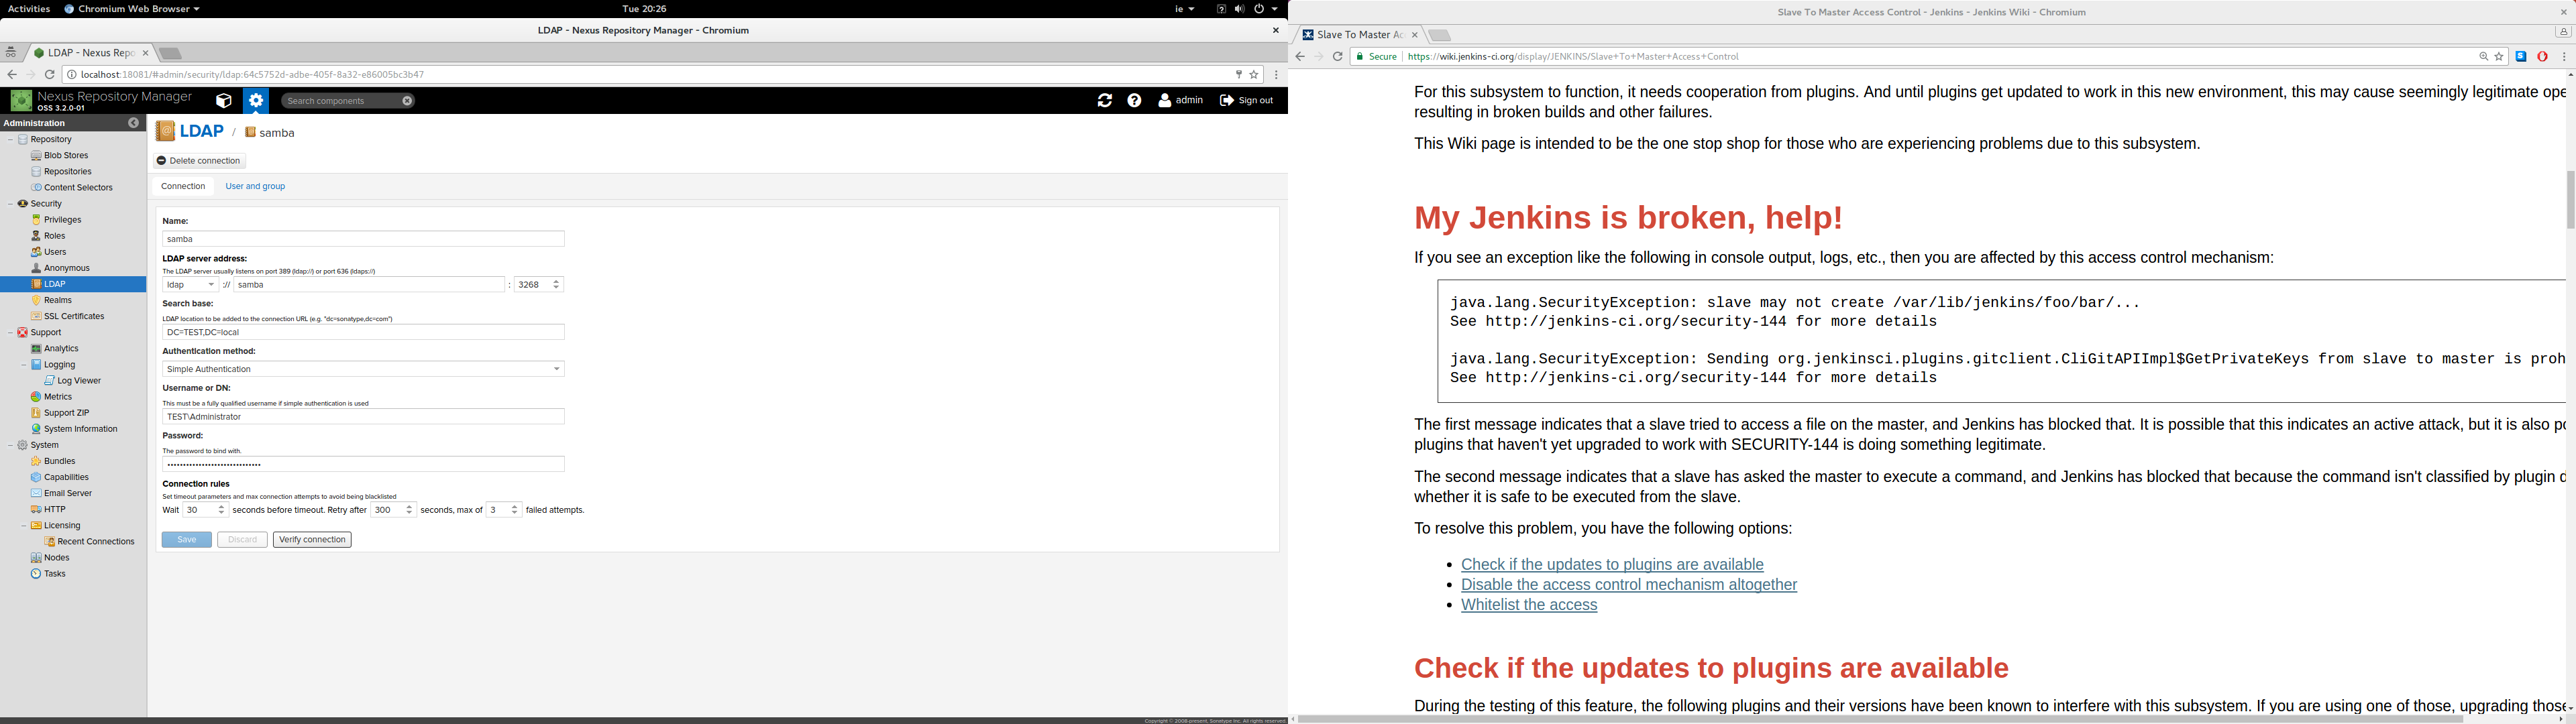 Activities Chromium Web Browser Tue 20:26 ie
LDAP - Nexus Repository Manager - Chromium
LDAP - Nexus Repo
localhost:18081/#admin/security/ldap:64c5752d-adbe-405f-8a32-e86005bc3b47
Nexus Repository Manager
OSS 3.2.0-01
Search components
admin Sign out
Administration
Repository
Blob Stores
Repositories
Content Selectors
Security
Privileges
Roles
Users
Anonymous
LDAP
Realms
SSL Certificates
Support
Analytics
Logging
Log Viewer
Metrics
Support ZIP
System Information
System
Bundles
Capabilities
Email Server
HTTP
Licensing
Recent Connections
Nodes
Tasks
LDAP / samba
Delete connection
Connection User and group
Name:
samba
LDAP server address:
The LDAP server usually listens on port 389 (ldap://) or port 636 (ldaps://)
ldap :// samba : 3268
Search base:
LDAP location to be added to the connection URL (e.g. "dc=sonatype,dc=com")
DC=TEST,DC=local
Authentication method:
Simple Authentication
Username or DN:
This must be a fully qualified username if simple authentication is used
TEST\Administrator
Password:
The password to bind with.
Connection rules
Set timeout parameters and max connection attempts to avoid being blacklisted
Wait 30 seconds before timeout. Retry after 300 seconds, max of 3 failed attempts.
Save Discard Verify connection
Copyright © 2008-present, Sonatype Inc. All rights reserved.
Slave To Master Access Control - Jenkins - Jenkins Wiki - Chromium
Slave To Master Ac
Secure https://wiki.jenkins-ci.org/display/JENKINS/Slave+To+Master+Access+Control
For this subsystem to function, it needs cooperation from plugins. And until plugins get updated to work in this new environment, this may cause seemingly legitimate ope
resulting in broken builds and other failures.
This Wiki page is intended to be the one stop shop for those who are experiencing problems due to this subsystem.
My Jenkins is broken, help!
If you see an exception like the following in console output, logs, etc., then you are affected by this access control mechanism:
java.lang.SecurityException: slave may not create /var/lib/jenkins/foo/bar/...
See http://jenkins-ci.org/security-144 for more details
java.lang.SecurityException: Sending org.jenkinsci.plugins.gitclient.CliGitAPIImpl$GetPrivateKeys from slave to master is proh
See http://jenkins-ci.org/security-144 for more details
The first message indicates that a slave tried to access a file on the master, and Jenkins has blocked that. It is possible that this indicates an active attack, but it is also po
plugins that haven't yet upgraded to work with SECURITY-144 is doing something legitimate.
The second message indicates that a slave has asked the master to execute a command, and Jenkins has blocked that because the command isn't classified by plugin d
whether it is safe to be executed from the slave.
To resolve this problem, you have the following options:
Check if the updates to plugins are available
Disable the access control mechanism altogether
Whitelist the access
Check if the updates to plugins are available
During the testing of this feature, the following plugins and their versions have been known to interfere with this subsystem. If you are using one of those, upgrading those